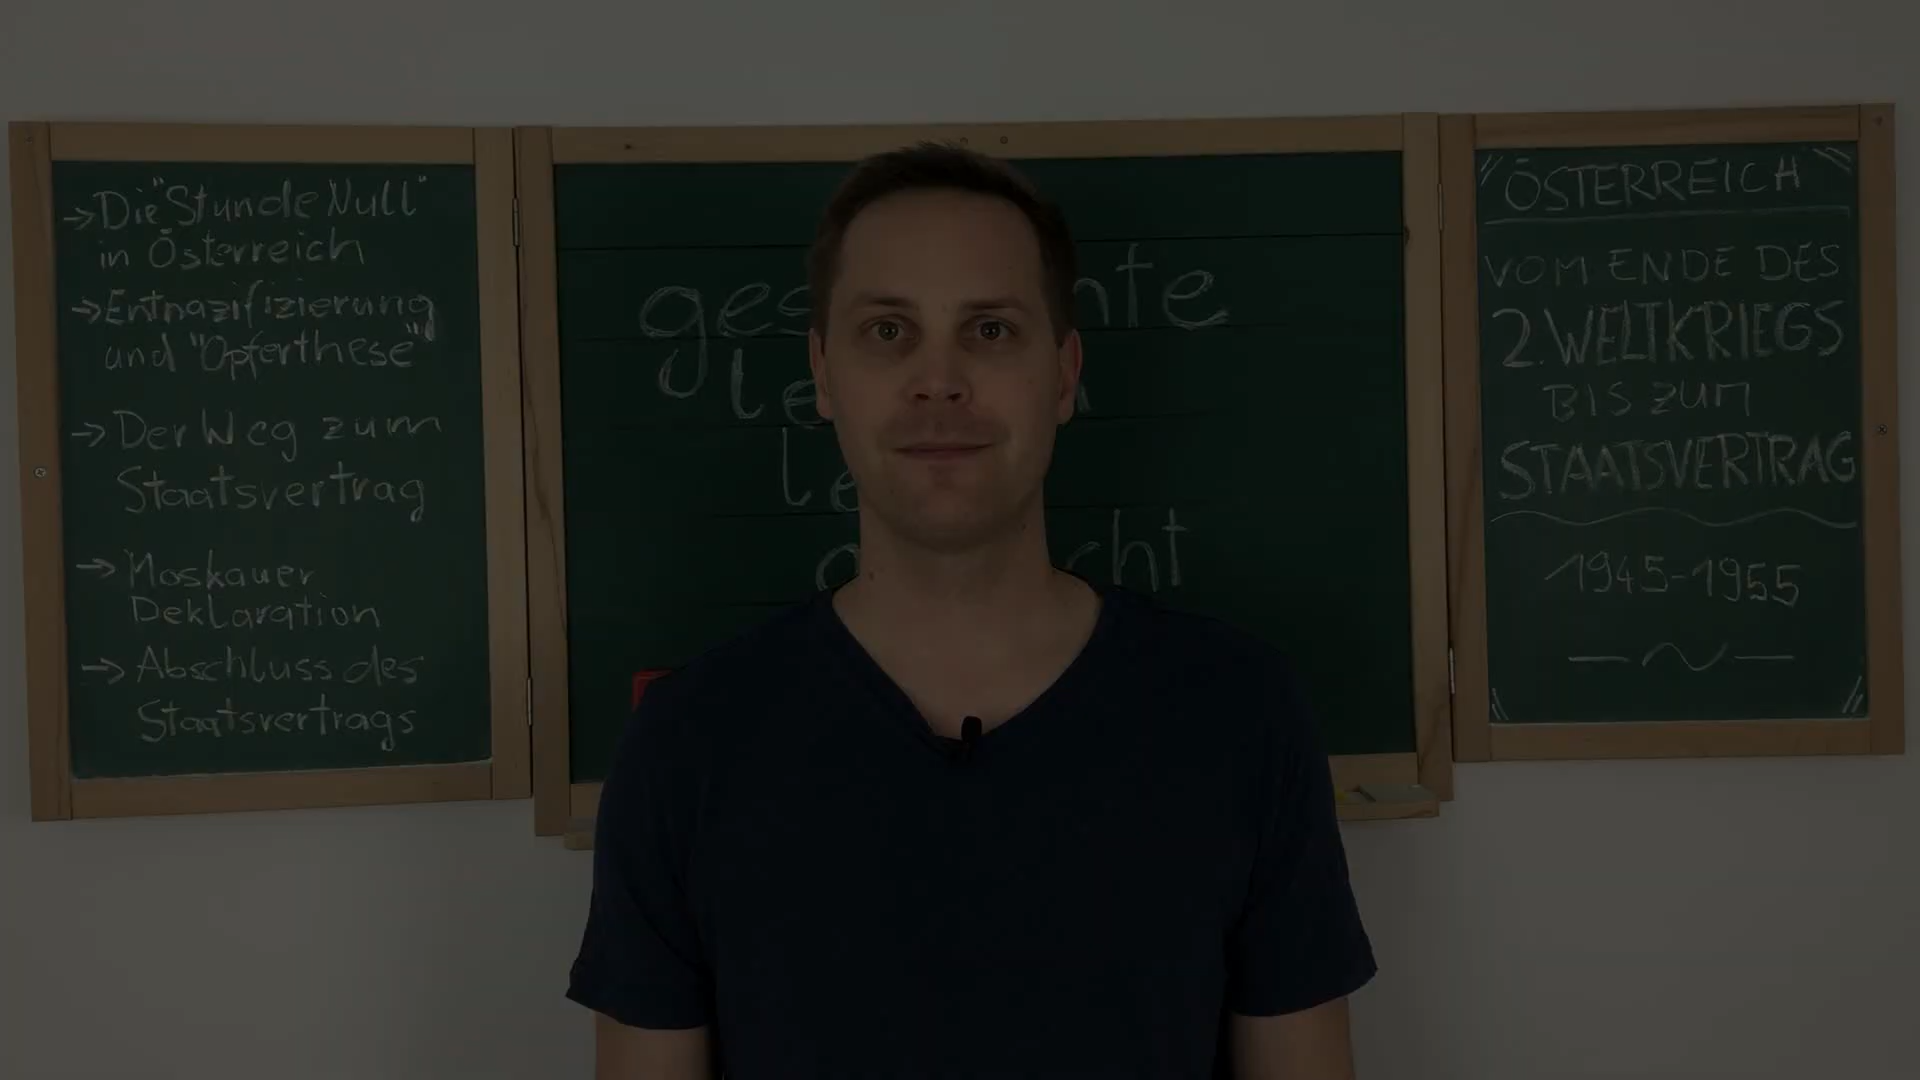 → Die "Stunde Null"
in Österreich
→ Entnazifizierung
und "Opferthese"
→ Der Weg zum
Staatsvertrag
→ Moskauer
Deklaration
→ Abschluss des
Staatsvertrags
ÖSTERREICH
VOM ENDE DES
2. WELTKRIEGS
BIS ZUM
STAATSVERTRAG
1945-1955